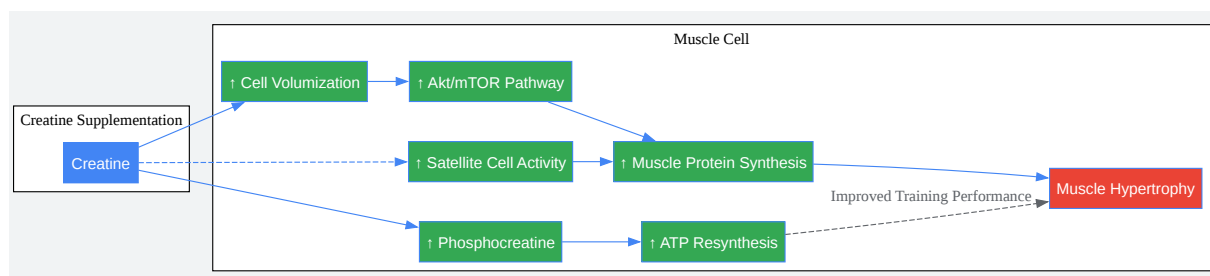 Muscle Cell
↑ Cell Volumization
↑ Akt/mTOR Pathway
Creatine Supplementation
Creatine
↑ Satellite Cell Activity
↑ Muscle Protein Synthesis
Improved Training Performance
Muscle Hypertrophy
↑ Phosphocreatine
↑ ATP Resynthesis